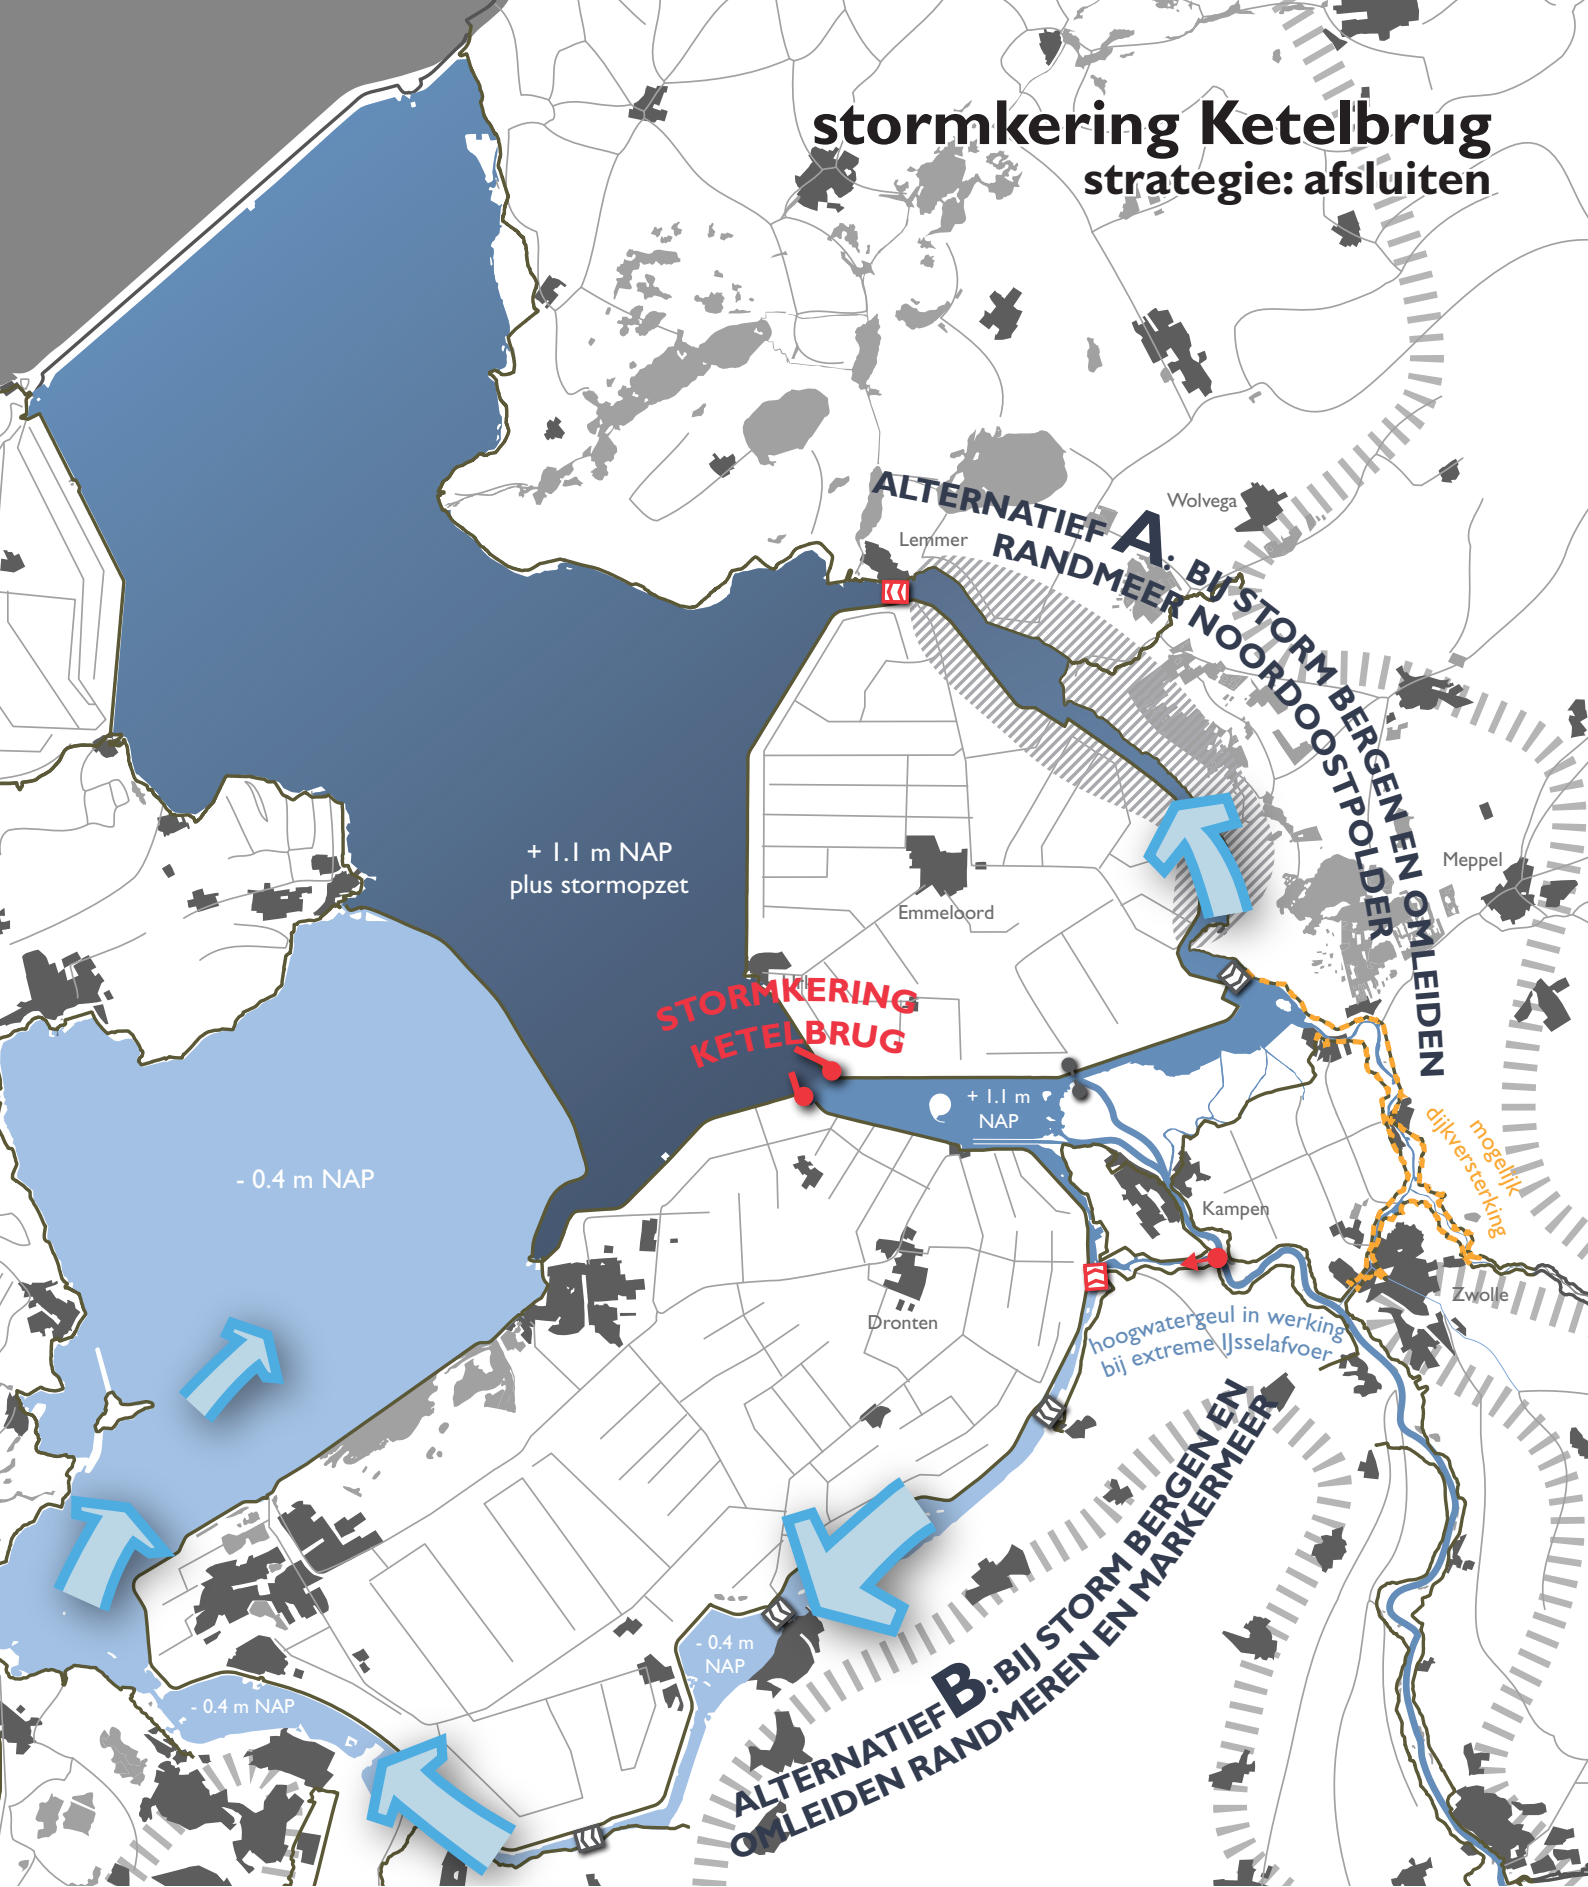 stormkering Ketelbrug
strategie: afsluiten
ALTERNATIEF A: BIJ STORM BERGEN EN OMLEIDEN
RANDMEER NOORDOOSTPOLDER
Wolvega
Lemmer
+ 1.1 m NAP
plus stormopzet
Meppel
Emmeloord
STORMKERING
KETELBRUG
+ 1.1 m
NAP
mogelijk
dijkversterking
- 0.4 m NAP
Kampen
Zwolle
Dronten
hoogwatergeul in werking
bij extreme IJsselafvoer
- 0.4 m
NAP
- 0.4 m NAP
ALTERNATIEF B: BIJ STORM BERGEN EN
OMLEIDEN RANDMEREN EN MARKERMEER